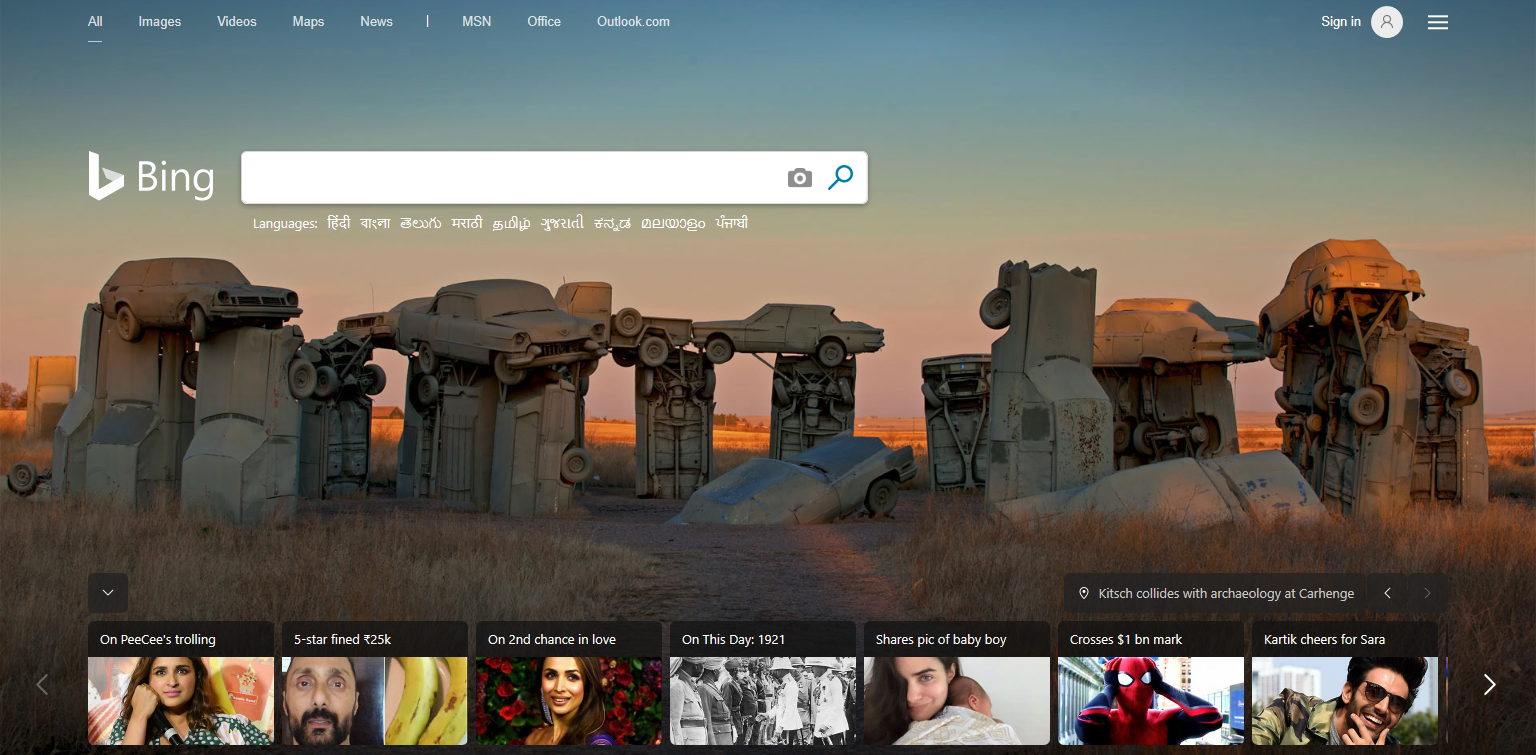 All Images Videos Maps News | MSN Office Outlook.com Sign in
Bing
Languages: हिंदी বাংলা తెలుగు मराठी தமிழ் ગુજરાતી ಕನ್ನಡ മലയാളം ਪੰਜਾਬੀ
Kitsch collides with archaeology at Carhenge
On PeeCee's trolling
5-star fined ₹25k
On 2nd chance in love
On This Day: 1921
Shares pic of baby boy
Crosses $1 bn mark
Kartik cheers for Sara